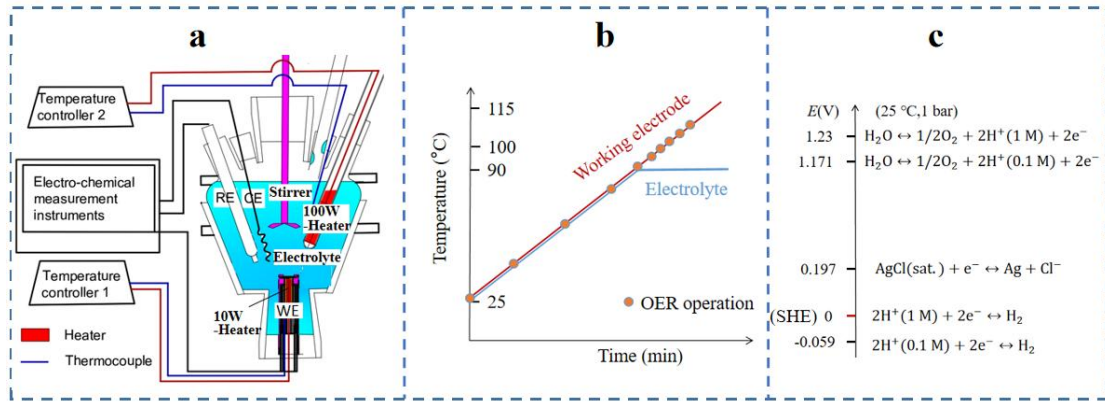 a
Temperature
controller 2
Electro-chemical
measurement
instruments
Temperature
controller 1
Heater
Thermocouple
RE
CE
Stirrer
100W
-Heater
Electrolyte
10W
-Heater
WE
b
Temperature (°C)
115
100
90
25
Working electrode
Electrolyte
OER operation
Time (min)
c
E(V) (25 °C,1 bar)
1.23 H₂O ↔ 1/2O₂ + 2H⁺(1 M) + 2e⁻
1.171 H₂O ↔ 1/2O₂ + 2H⁺(0.1 M) + 2e⁻
0.197 AgCl(sat.) + e⁻ ↔ Ag + Cl⁻
(SHE) 0 2H⁺(1 M) + 2e⁻ ↔ H₂
-0.059 2H⁺(0.1 M) + 2e⁻ ↔ H₂